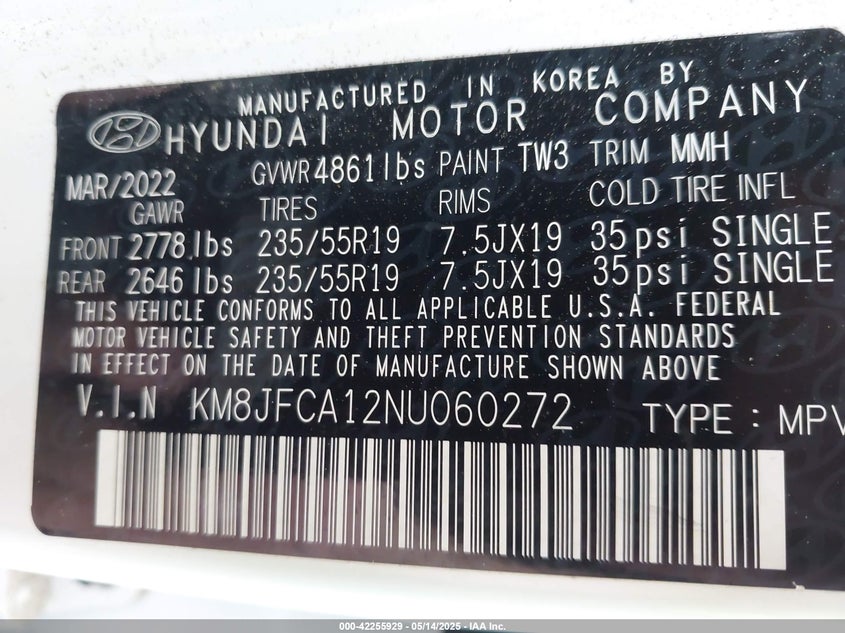 MANUFACTURED IN KOREA BY
HYUNDAI MOTOR COMPANY
MAR/2022 GVWR 4861lbs PAINT TW3 TRIM MMH
GAWR TIRES RIMS COLD TIRE INFL
FRONT 2778 lbs 235/55R19 7.5JX19 35psi SINGLE
REAR 2646 lbs 235/55R19 7.5JX19 35psi SINGLE
THIS VEHICLE CONFORMS TO ALL APPLICABLE U.S.A. FEDERAL
MOTOR VEHICLE SAFETY AND THEFT PREVENTION STANDARDS
IN EFFECT ON THE DATE OF MANUFACTURE SHOWN ABOVE
V.I.N KM8JFCA12NU060272 TYPE : MPV
000-42255929 - 05/14/2025 - IAA Inc.